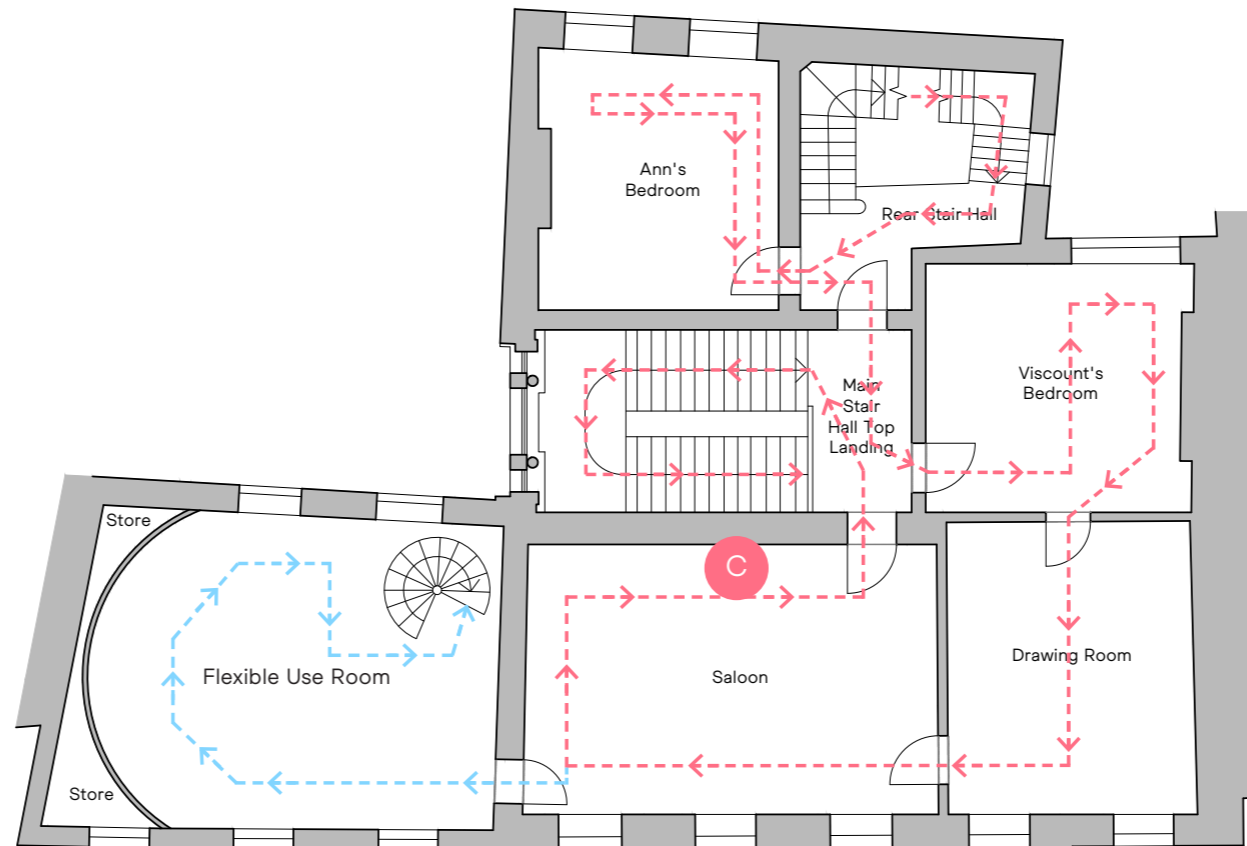 Ann's
Bedroom
Rear Stair Hall
Main
Stair
Hall Top
Landing
Viscount's
Bedroom
Store
C
Flexible Use Room
Saloon
Drawing Room
Store